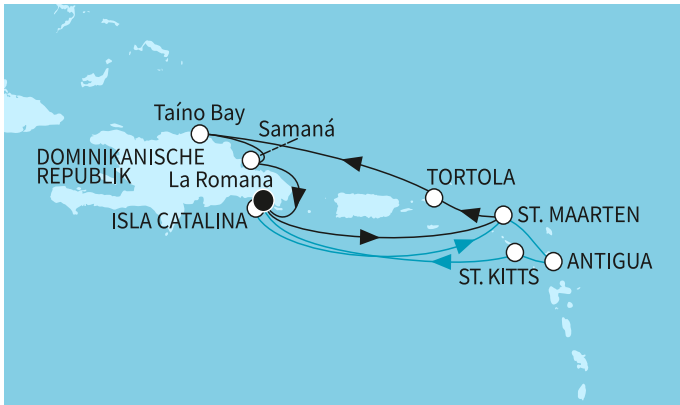 Taíno Bay
Samaná
DOMINIKANISCHE
REPUBLIK
La Romana
TORTOLA
ISLA CATALINA
ST. MAARTEN
ST. KITTS
ANTIGUA